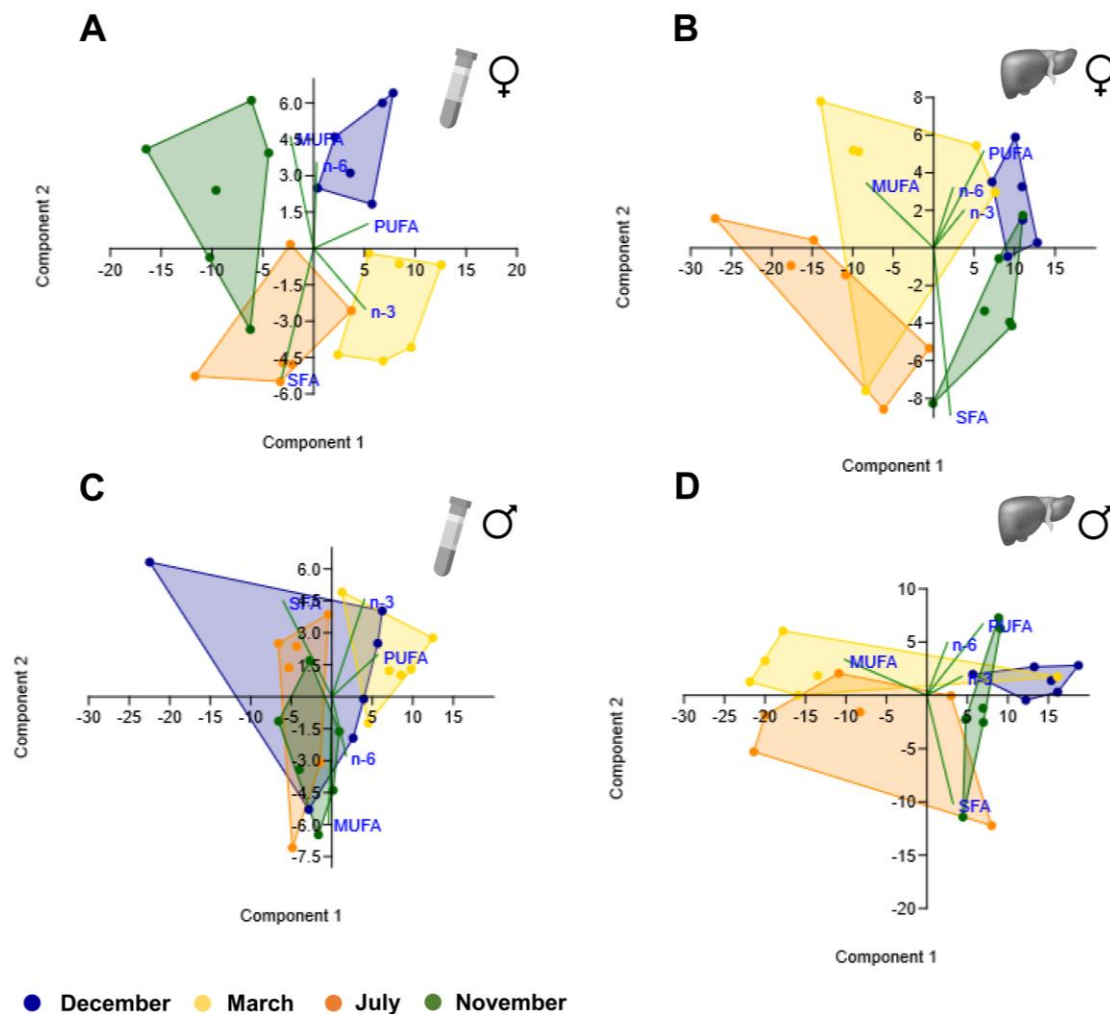 A
B
6.0
4.5
3.0
1.5
-1.5
-3.0
-4.5
-6.0
-20 -15 -10 -5 5 10 15 20
MUFA
n-6
PUFA
n-3
SFA
Component 2
Component 1
8
6
4
2
-2
-4
-6
-8
-30 -25 -20 -15 -10 -5 5 10 15
PUFA
MUFA
n-6
n-3
SFA
Component 2
Component 1
C
D
6.0
4.5
3.0
1.5
-1.5
-3.0
-4.5
-6.0
-7.5
-30 -25 -20 -15 -10 -5 5 10 15
SFA
n-3
PUFA
n-6
MUFA
Component 2
Component 1
10
5
-5
-10
-15
-20
-30 -25 -20 -15 -10 -5 5 10 15
PUFA
n-6
MUFA
n-3
SFA
Component 2
Component 1
December March July November